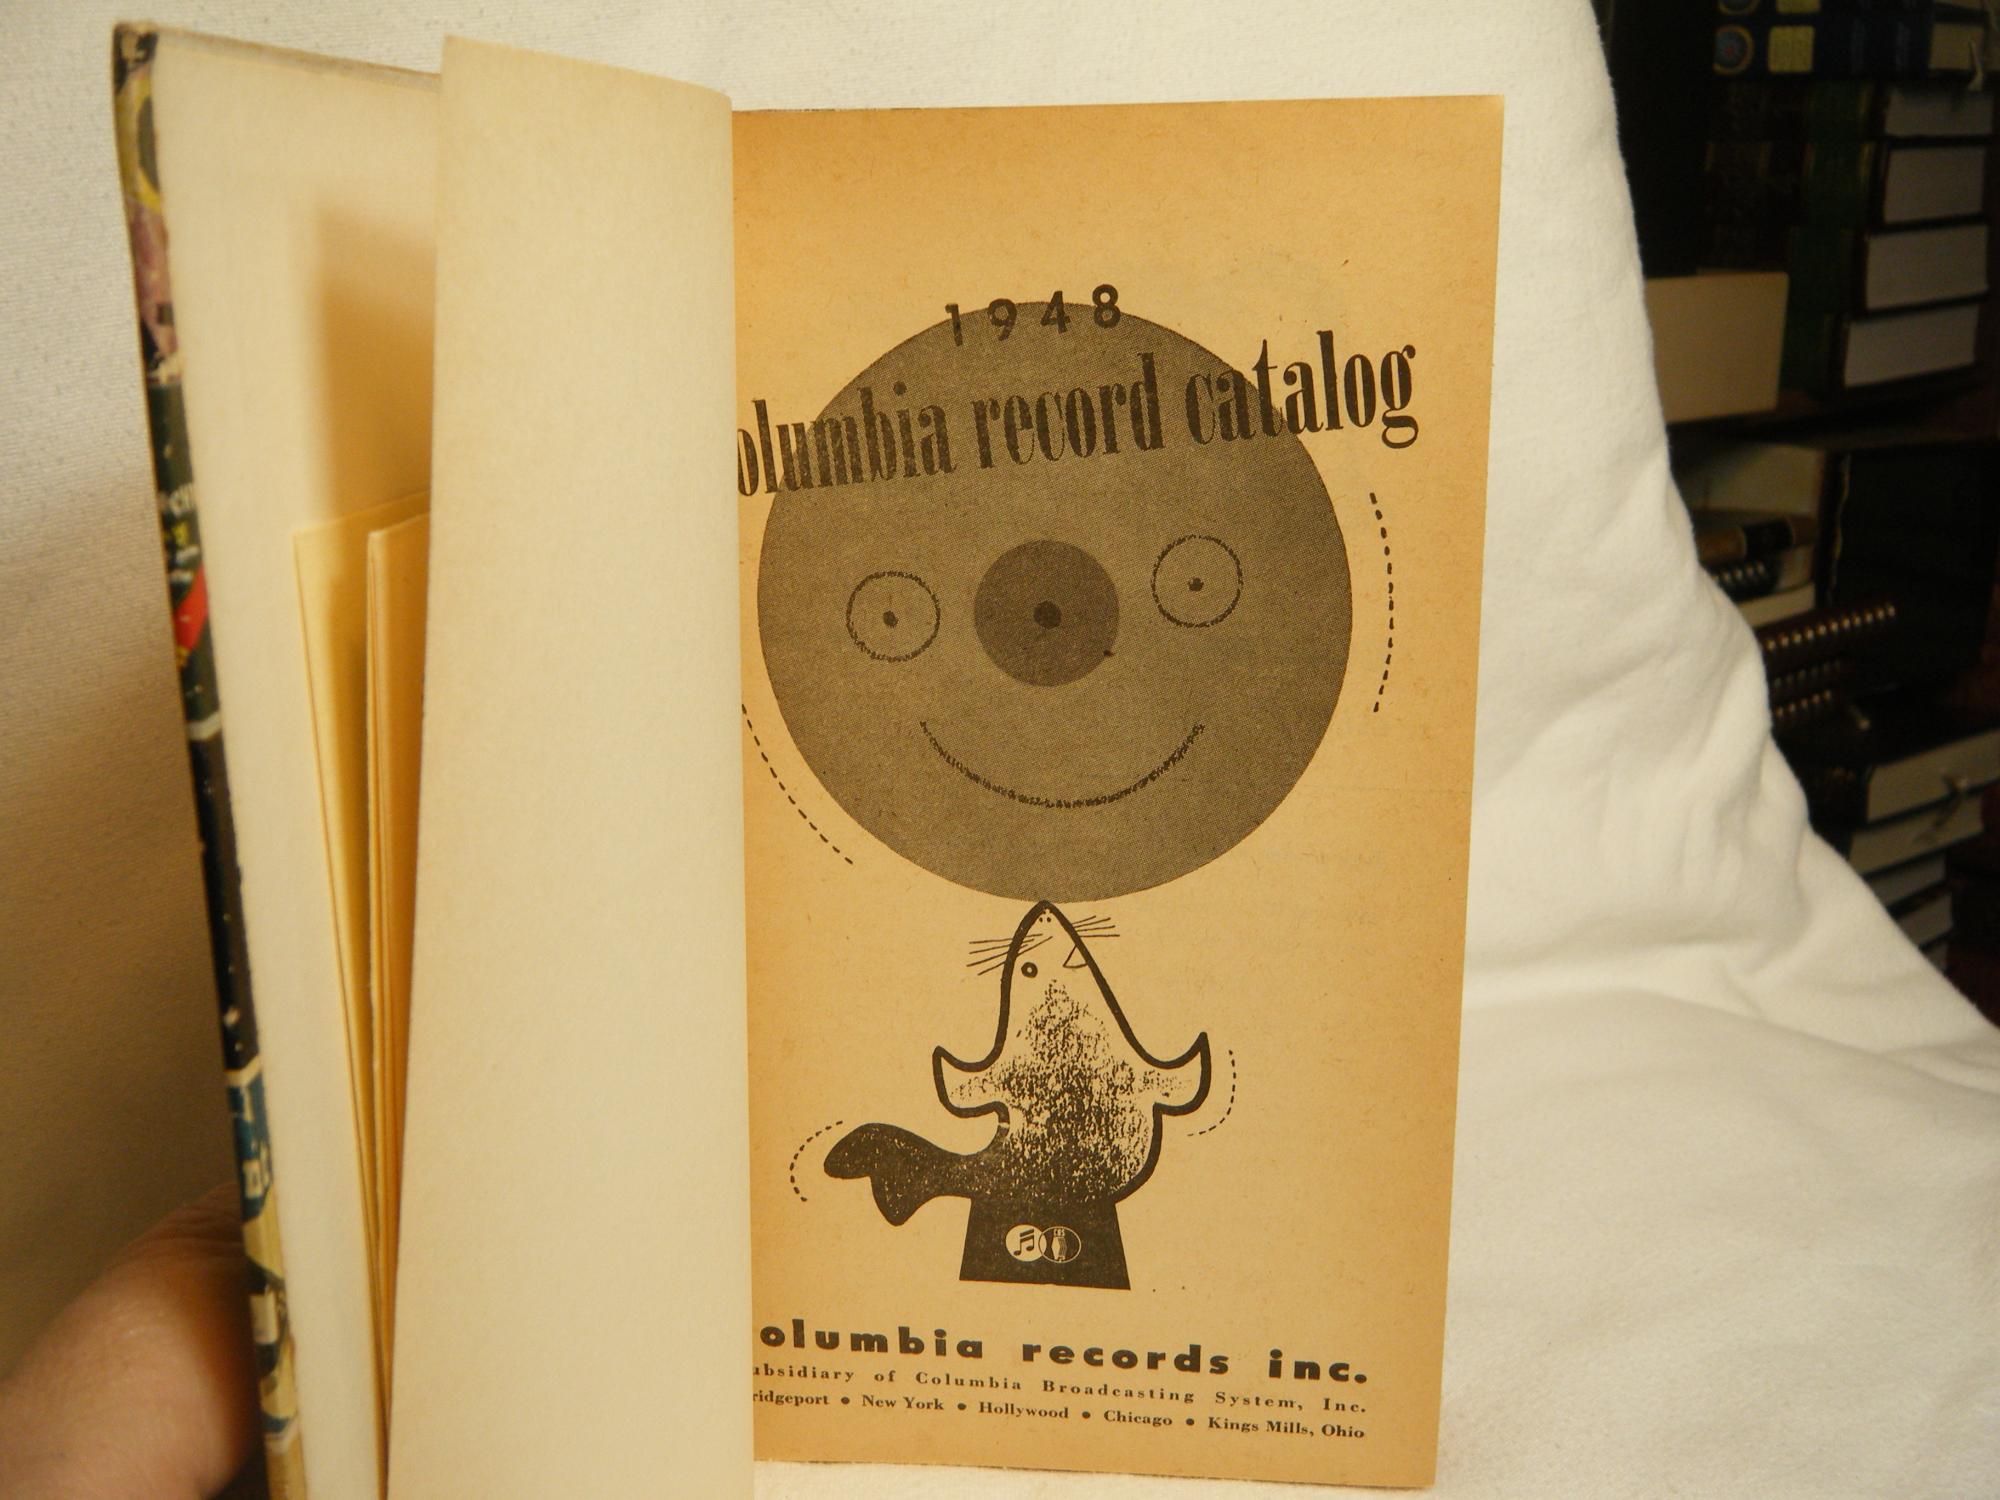 1948
olumbia record catalog
CBS
olumbia records inc.
ubsidiary of Columbia Broadcasting System, Inc.
ridgeport • New York • Hollywood • Chicago • Kings Mills, Ohio